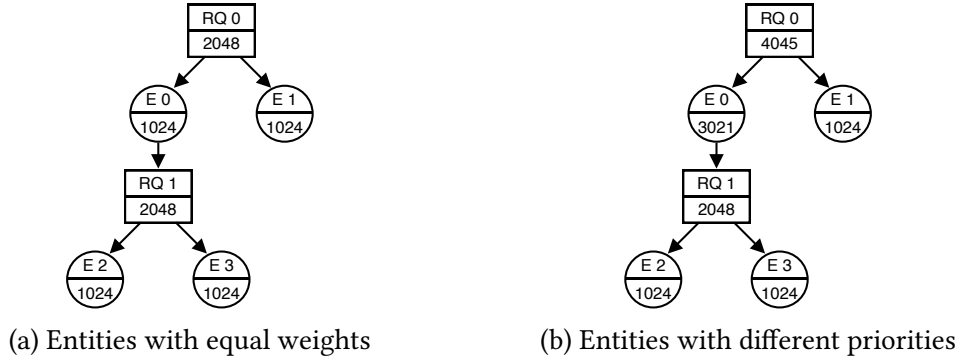 RQ 0
2048
E 0
1024
E 1
1024
RQ 1
2048
E 2
1024
E 3
1024
(a) Entities with equal weights
RQ 0
4045
E 0
3021
E 1
1024
RQ 1
2048
E 2
1024
E 3
1024
(b) Entities with different priorities